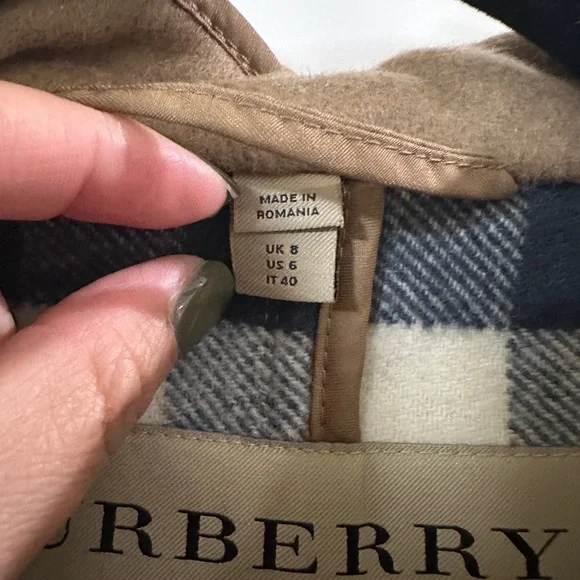 MADE IN
ROMANIA
UK 8
US 6
IT 40
URBERRY